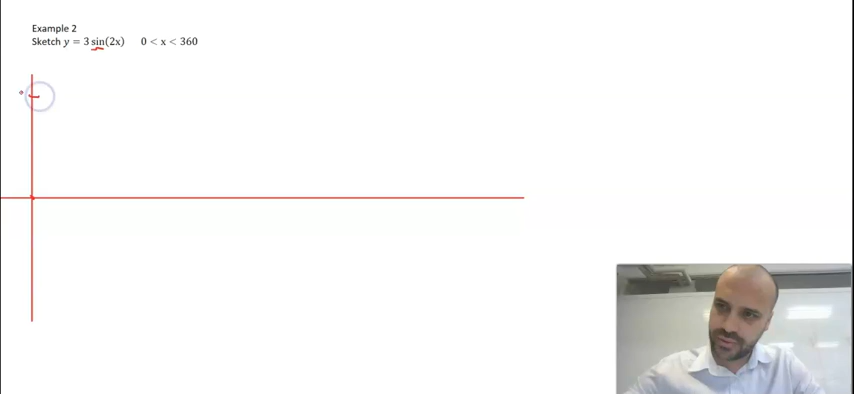 Example 2
Sketch y = 3 sin(2x) 0 < x < 360